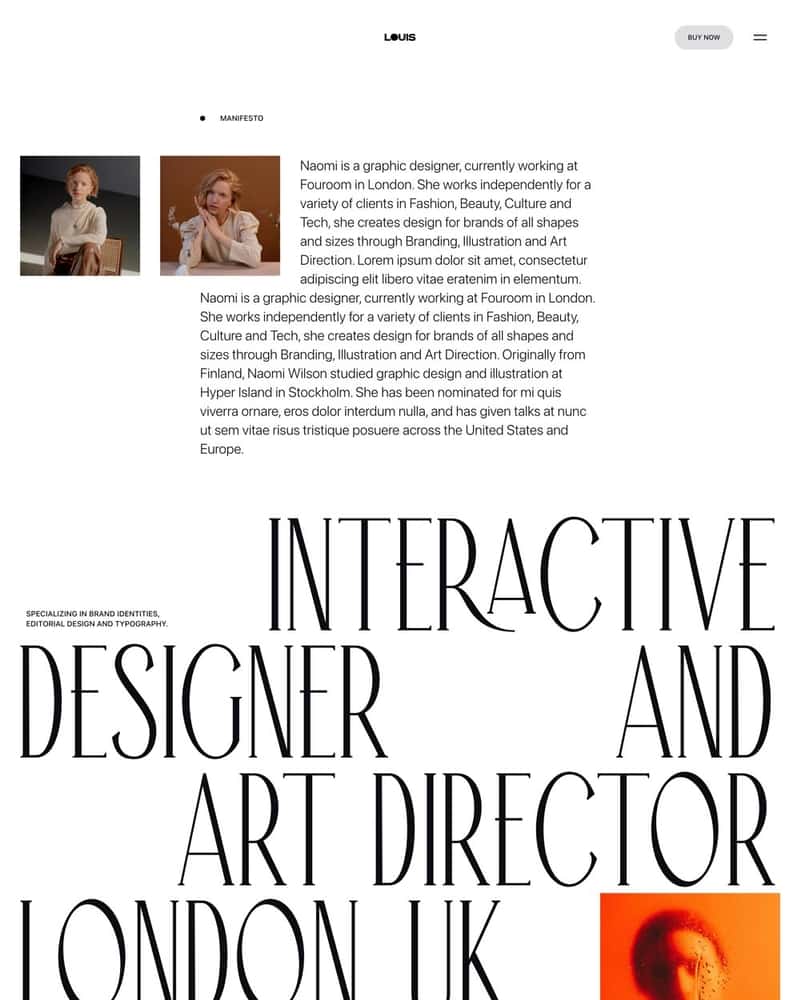 LOUIS
BUY NOW
MANIFESTO
Naomi is a graphic designer, currently working at
Fouroom in London. She works independently for a
variety of clients in Fashion, Beauty, Culture and
Tech, she creates design for brands of all shapes
and sizes through Branding, Illustration and Art
Direction. Lorem ipsum dolor sit amet, consectetur
adipiscing elit libero vitae eratenim in elementum.
Naomi is a graphic designer, currently working at Fouroom in London.
She works independently for a variety of clients in Fashion, Beauty,
Culture and Tech, she creates design for brands of all shapes and
sizes through Branding, Illustration and Art Direction. Originally from
Finland, Naomi Wilson studied graphic design and illustration at
Hyper Island in Stockholm. She has been nominated for mi quis
viverra ornare, eros dolor interdum nulla, and has given talks at nunc
ut sem vitae risus tristique posuere across the United States and
Europe.
INTERACTIVE
SPECIALIZING IN BRAND IDENTITIES,
EDITORIAL DESIGN AND TYPOGRAPHY.
DESIGNER AND
ART DIRECTOR
LONDON UK